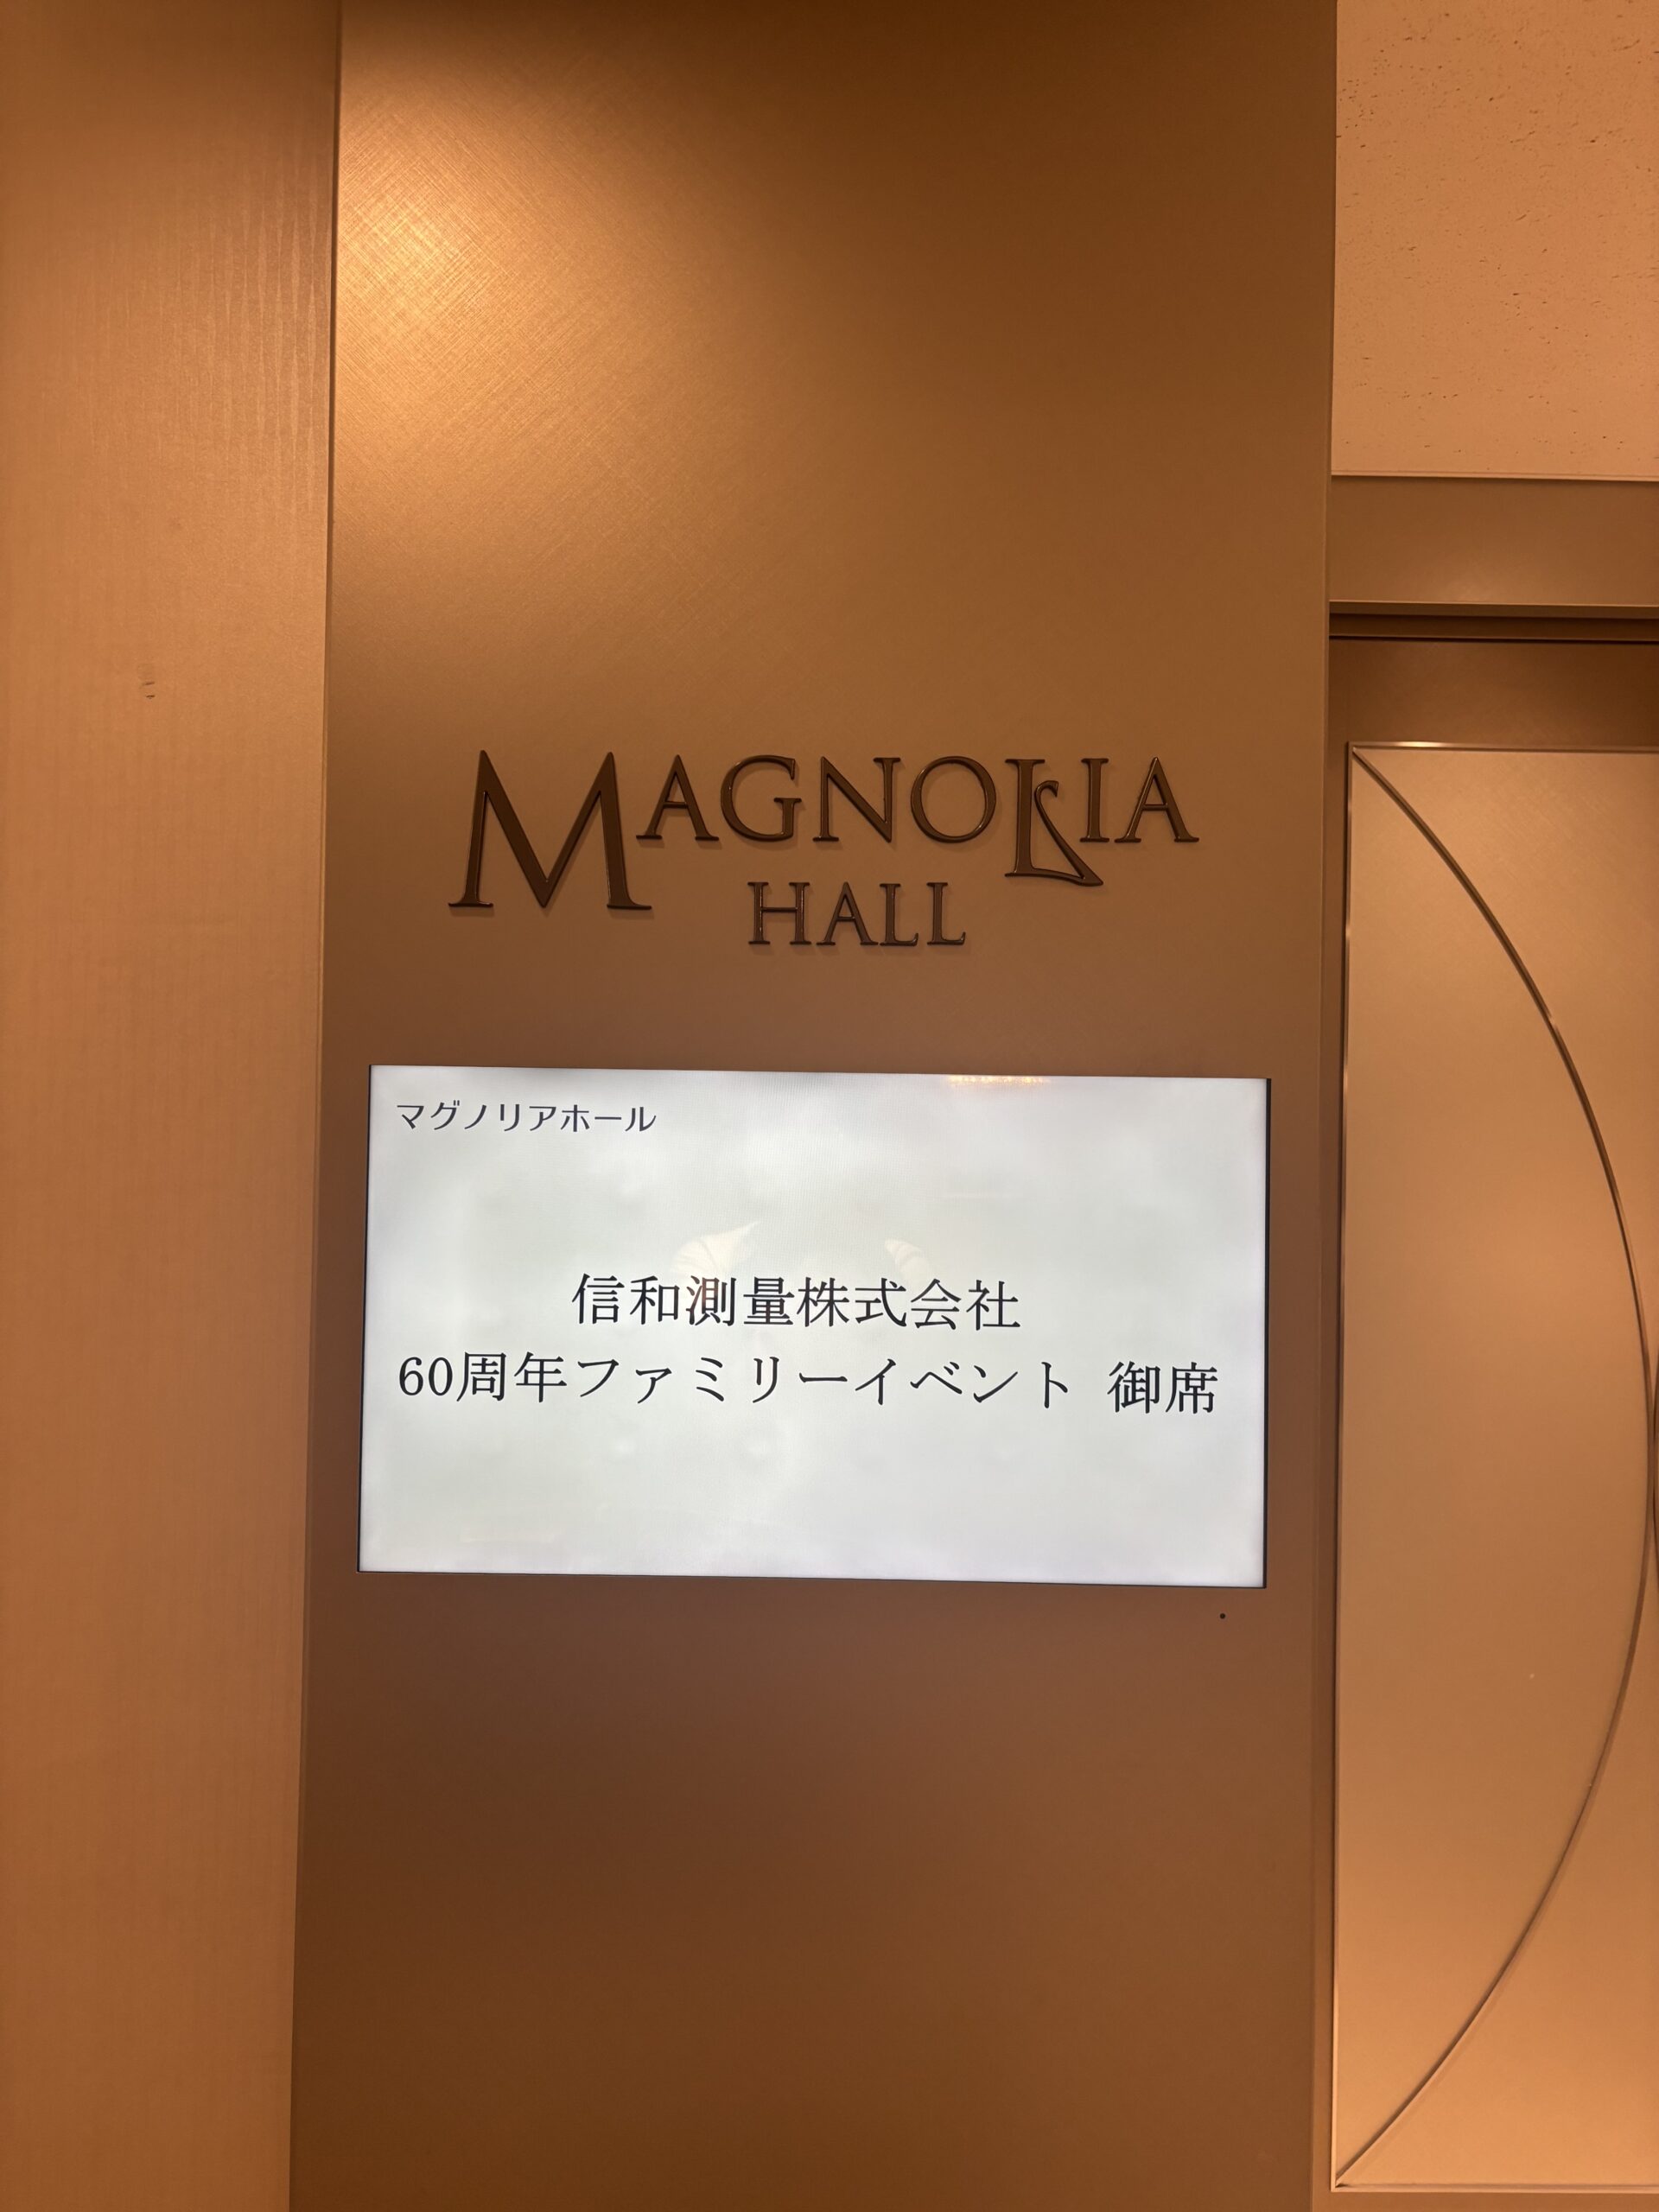 MAGNOLIA
HALL
マグノリアホール
信和測量株式会社
60周年ファミリーイベント 御席